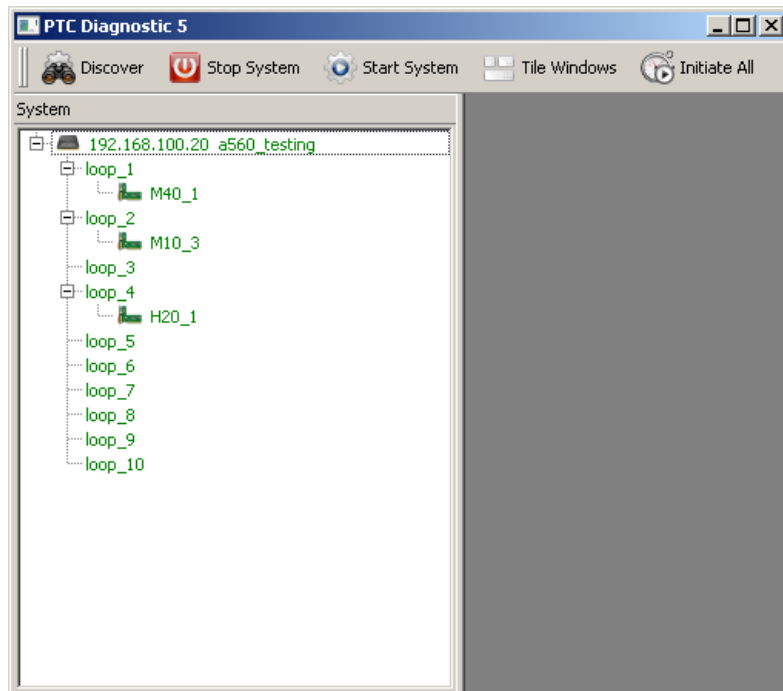 PTC Diagnostic 5
Discover Stop System Start System Tile Windows Initiate All
System
192.168.100.20 a560_testing
loop_1
M40_1
loop_2
M10_3
loop_3
loop_4
H20_1
loop_5
loop_6
loop_7
loop_8
loop_9
loop_10